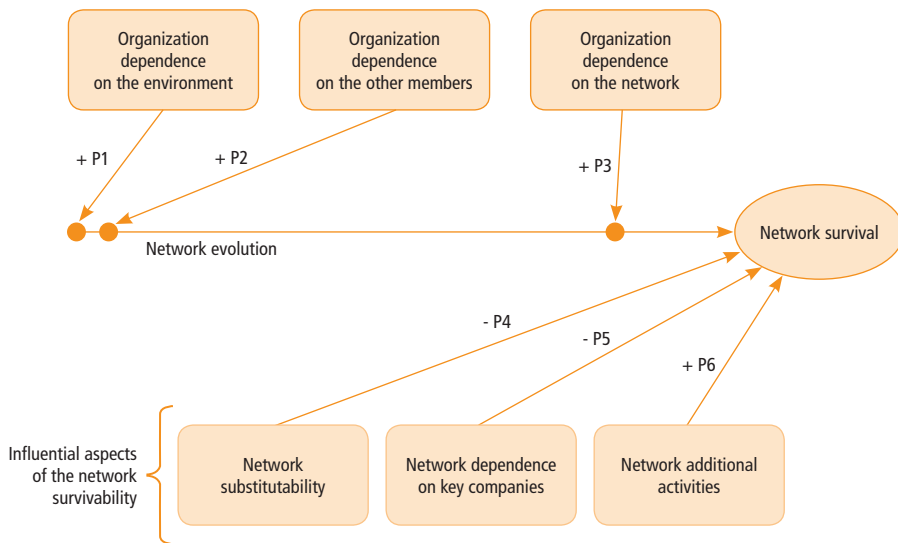 Organization
dependence
on the environment
Organization
dependence
on the other members
Organization
dependence
on the network
+ P1
+ P2
+ P3
Network evolution
Network survival
- P4
- P5
+ P6
Influential aspects
of the network
survivability
Network
substitutability
Network dependence
on key companies
Network additional
activities